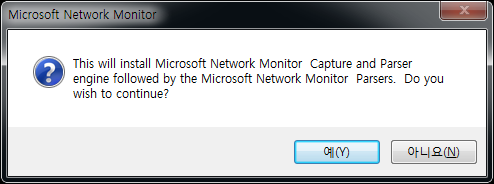 Microsoft Network Monitor
This will install Microsoft Network Monitor  Capture and Parser
engine followed by the Microsoft Network Monitor  Parsers.  Do you
wish to continue?
예(Y)
아니요(N)